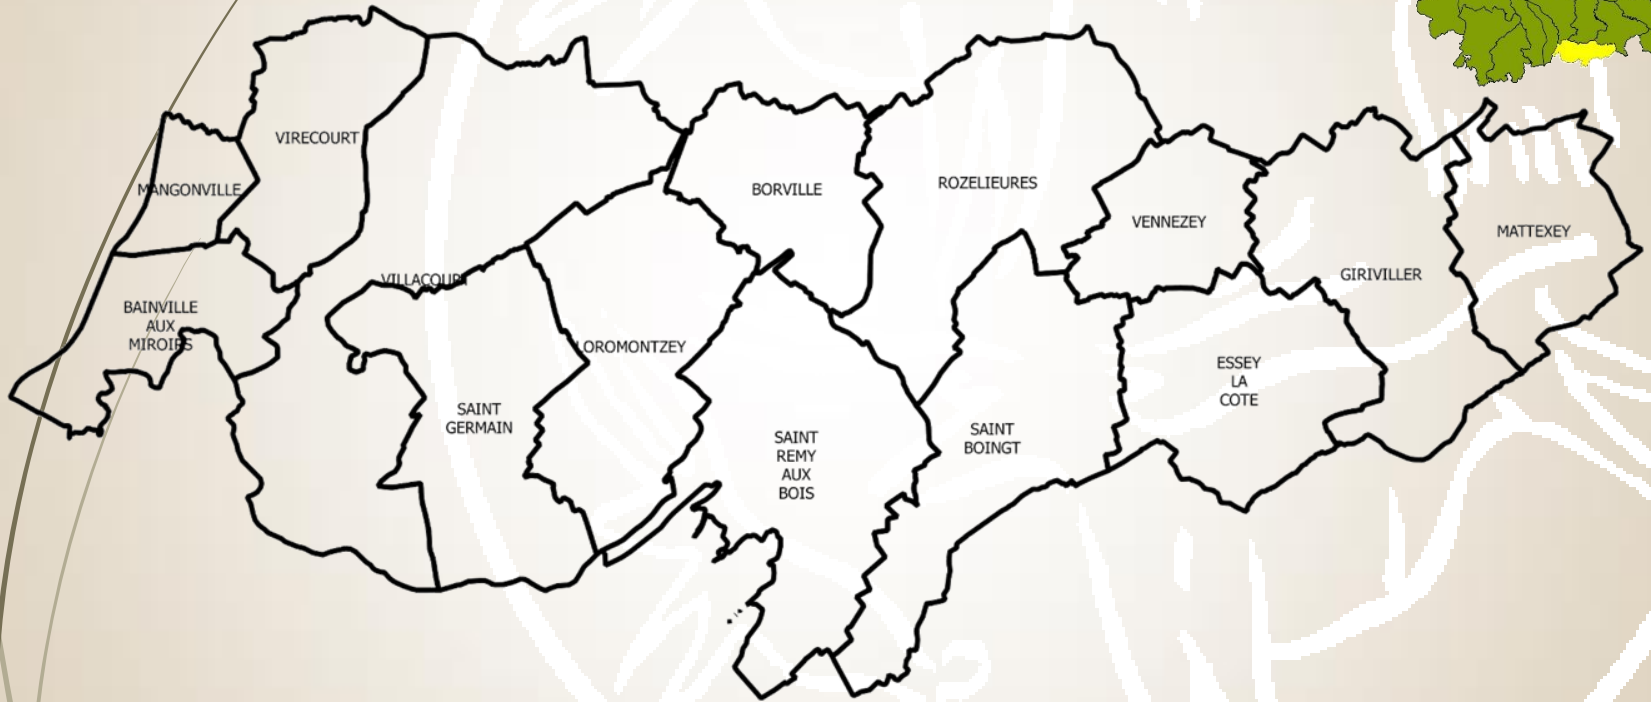 VIRECOURT
MANGONVILLE
BORVILLE
ROZELIEURES
VENNEZEY
MATTEXEY
GIRIVILLER
VILLACOURT
BAINVILLE
AUX
MIROIRS
LOROMONTZEY
ESSEY
LA
COTE
SAINT
GERMAIN
SAINT
REMY
AUX
BOIS
SAINT
BOINGT